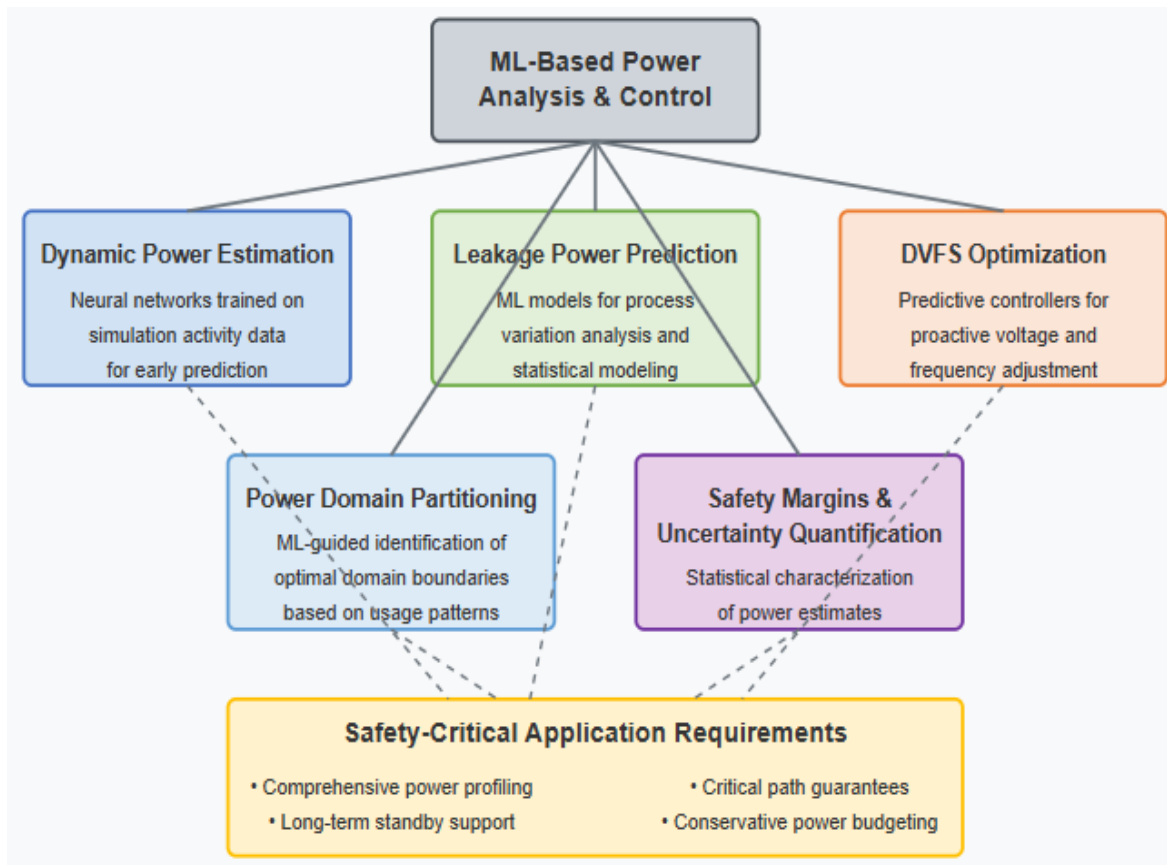 ML-Based Power
Analysis & Control
Dynamic Power Estimation
Neural networks trained on
simulation activity data
for early prediction
Leakage Power Prediction
ML models for process
variation analysis and
statistical modeling
DVFS Optimization
Predictive controllers for
proactive voltage and
frequency adjustment
Power Domain Partitioning
ML-guided identification of
optimal domain boundaries
based on usage patterns
Safety Margins &
Uncertainty Quantification
Statistical characterization
of power estimates
Safety-Critical Application Requirements
• Comprehensive power profiling
• Long-term standby support
• Critical path guarantees
• Conservative power budgeting